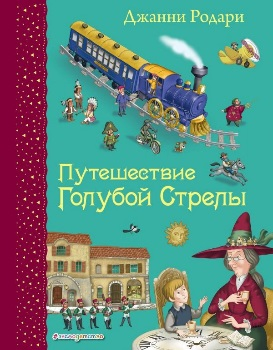 Джанни Родари
Путешествие
Голубой Стрелы